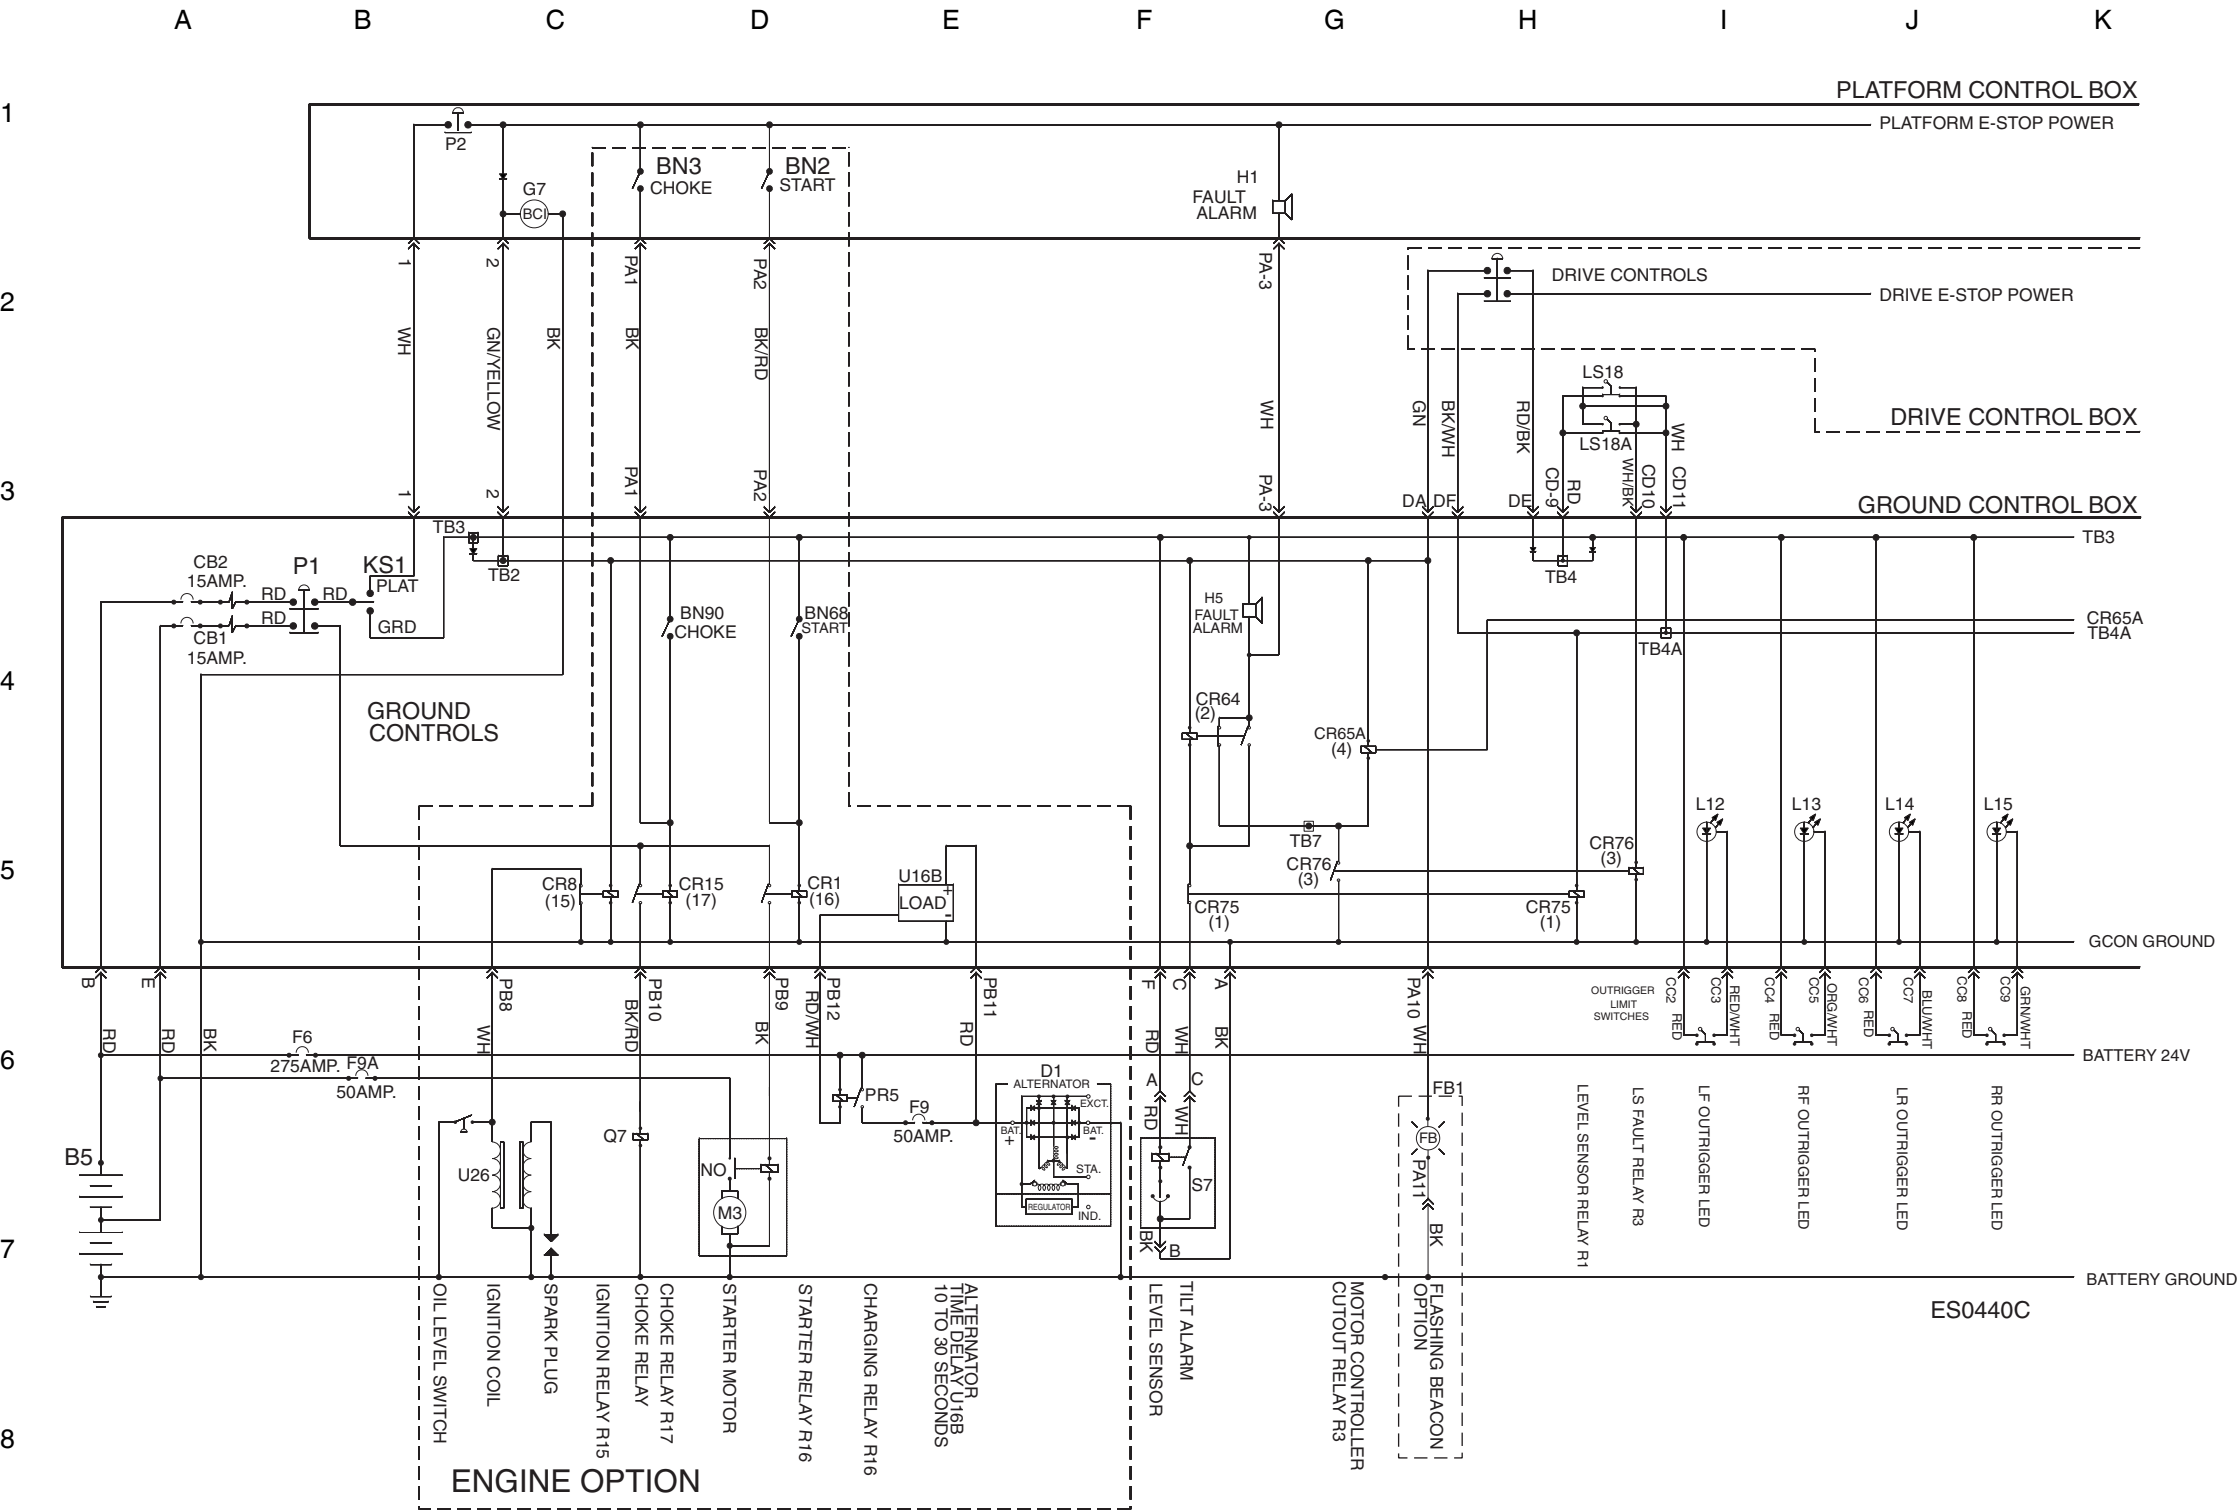 A B C D E F G H I J K
1
2
3
4
5
6
7
8
PLATFORM CONTROL BOX
PLATFORM E-STOP POWER
P2
G7
BCI
BN3
CHOKE
BN2
START
H1
FAULT
ALARM
1
2
PA1
PA2
PA-3
WH
GN/YELLOW
BK
BK
BK/RD
WH
1
2
PA1
PA2
PA-3
DRIVE CONTROLS
DRIVE E-STOP POWER
DRIVE CONTROL BOX
GN
BK/WH
RD/BK
LS18
LS18A
WH
CD-9
RD
WH/BK
CD10
CD11
DA
DF
DE
GROUND CONTROL BOX
TB3
TB3
TB2
TB4
CB2
15AMP.
CB1
15AMP.
RD
RD
P1
RD
KS1
PLAT
GRD
BN90
CHOKE
BN68
START
H5
FAULT
ALARM
CR65A
TB4A
TB4A
GROUND
CONTROLS
CR64
(2)
CR65A
(4)
TB7
CR76
(3)
CR76
(3)
CR75
(1)
CR75
(1)
L12
L13
L14
L15
CR8
(15)
CR15
(17)
CR1
(16)
U16B
LOAD
+
-
GCON GROUND
B
E
RD
RD
BK
PB8
WH
PB10
BK/RD
PB9
BK
PB12
RD/WH
PB11
RD
F
C
A
RD
WH
BK
PA10
WH
OUTRIGGER
LIMIT
SWITCHES
CC2
RED
CC3
RED/WHT
CC4
RED
CC5
ORG/WHT
CC6
RED
CC7
BLU/WHT
CC8
RED
CC9
GRN/WHT
F6
275AMP.
F9A
50AMP.
BATTERY 24V
PR5
F9
50AMP.
D1
ALTERNATOR
EXCT.
BAT.
+
BAT.
-
STA.
REGULATOR
IND.
A
C
RD
WH
S7
BK
B
FB1
FB
PA11
BK
B5
U26
Q7
NO
M3
BATTERY GROUND
ES0440C
OIL LEVEL SWITCH
IGNITION COIL
SPARK PLUG
IGNITION RELAY R15
CHOKE RELAY
CHOKE RELAY R17
STARTER MOTOR
STARTER RELAY R16
CHARGING RELAY R16
ALTERNATOR
TIME DELAY U16B
10 TO 30 SECONDS
LEVEL SENSOR
TILT ALARM
MOTOR CONTROLLER
CUTOUT RELAY R3
FLASHING BEACON
OPTION
LEVEL SENSOR RELAY R1
LS FAULT RELAY R3
LF OUTRIGGER LED
RF OUTRIGGER LED
LR OUTRIGGER LED
RR OUTRIGGER LED
ENGINE OPTION